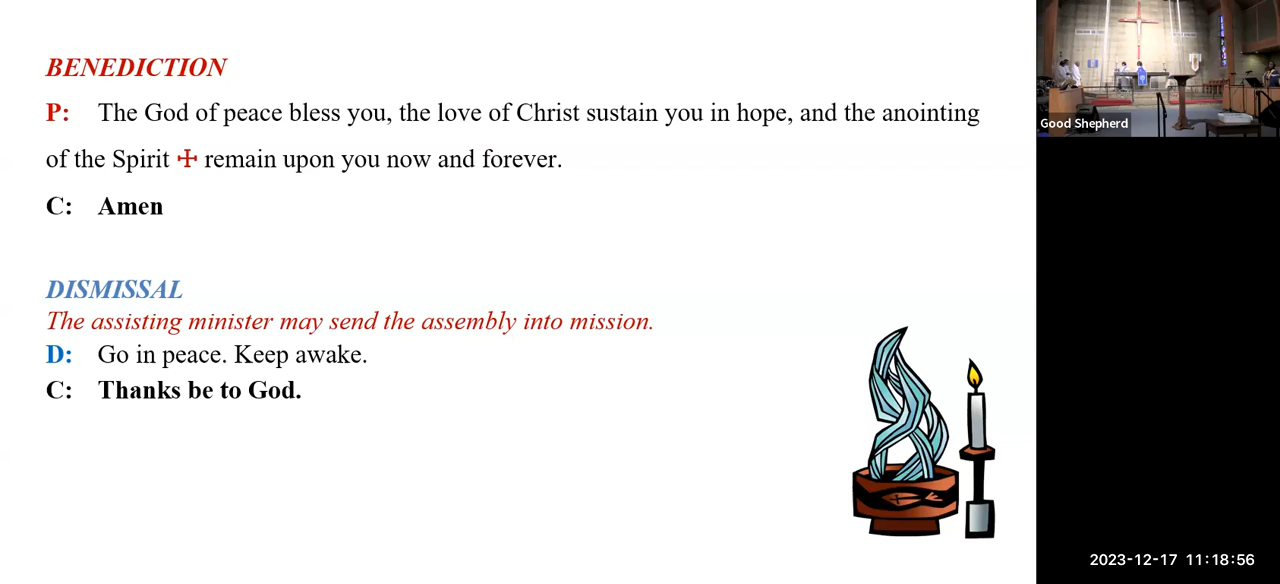 BENEDICTION
P: The God of peace bless you, the love of Christ sustain you in hope, and the anointing
of the Spirit ☩ remain upon you now and forever.
C: Amen
DISMISSAL
The assisting minister may send the assembly into mission.
D: Go in peace. Keep awake.
C: Thanks be to God.
Good Shepherd
2023-12-17 11:18:56